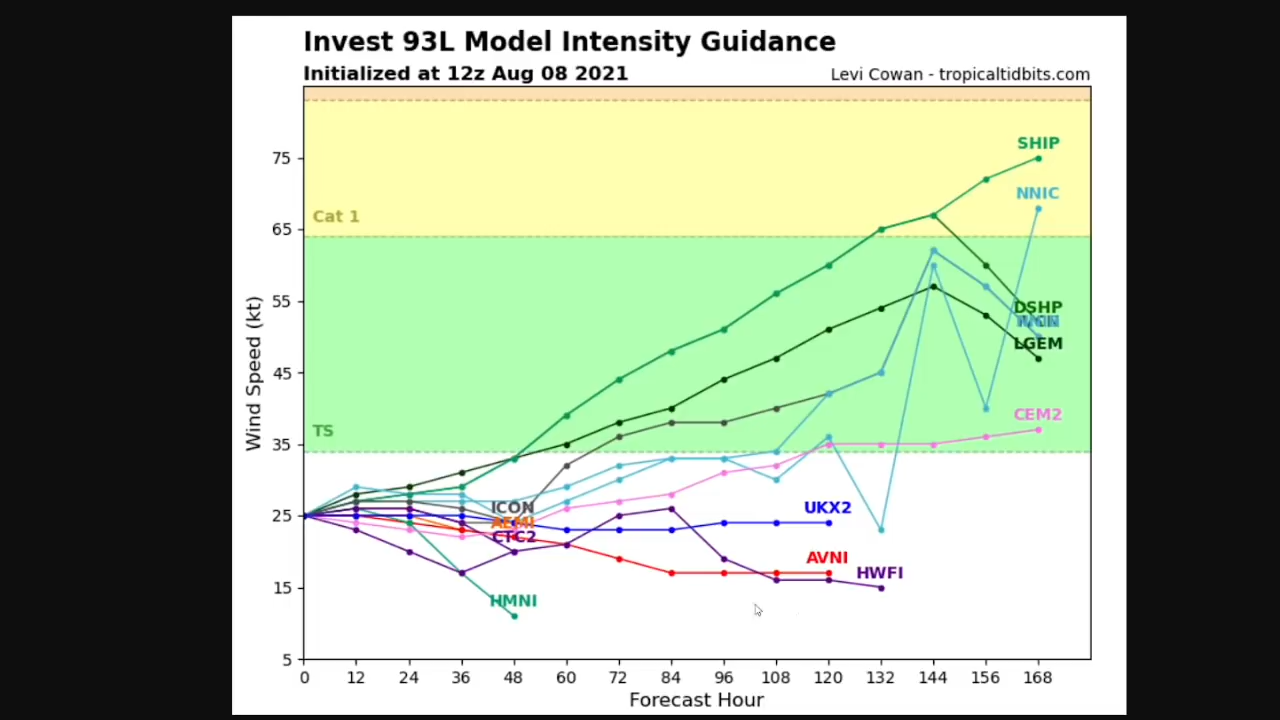 Invest 93L Model Intensity Guidance
Initialized at 12z Aug 08 2021
Levi Cowan - tropicaltidbits.com
75
65
55
45
35
25
15
5
Wind Speed (kt)
Cat 1
TS
SHIP
NNIC
DSHP
LGEM
CEM2
ICON
AEMI
CTC2
UKX2
AVNI
HWFI
HMNI
0 12 24 36 48 60 72 84 96 108 120 132 144 156 168
Forecast Hour